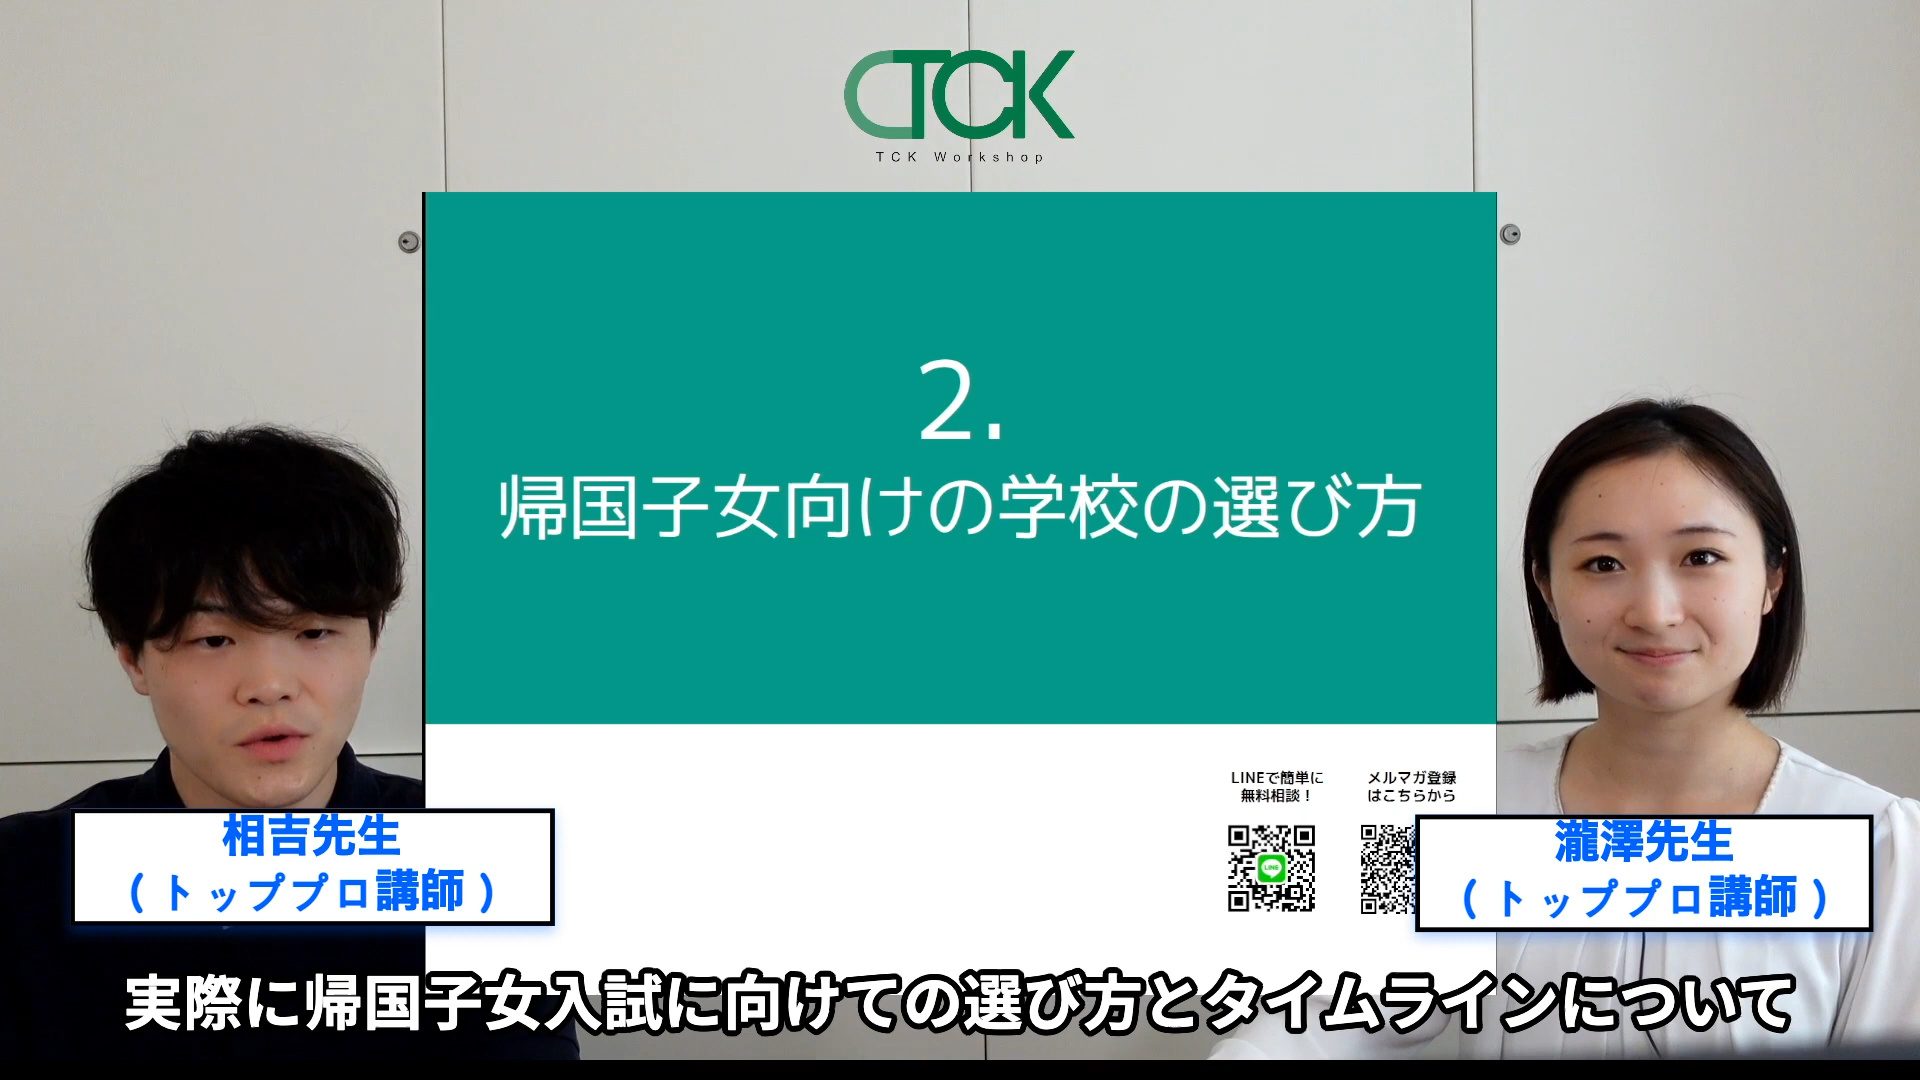 TCK
TCK Workshop
2.
帰国子女向けの学校の選び方
LINEで簡単に
無料相談！
メルマガ登録
はこちらから
LINE
相吉先生
(トッププロ講師)
瀧澤先生
(トッププロ講師)
実際に帰国子女入試に向けての選び方とタイムラインについて